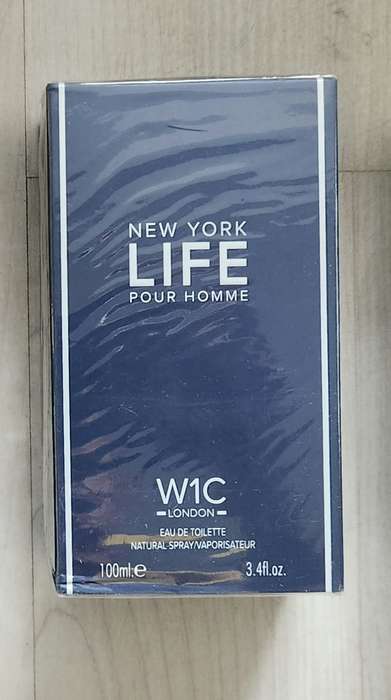 NEW YORK
LIFE
POUR HOMME
W1C
LONDON
EAU DE TOILETTE
NATURAL SPRAY/VAPORISATEUR
100ml.e 3.4fl.oz.